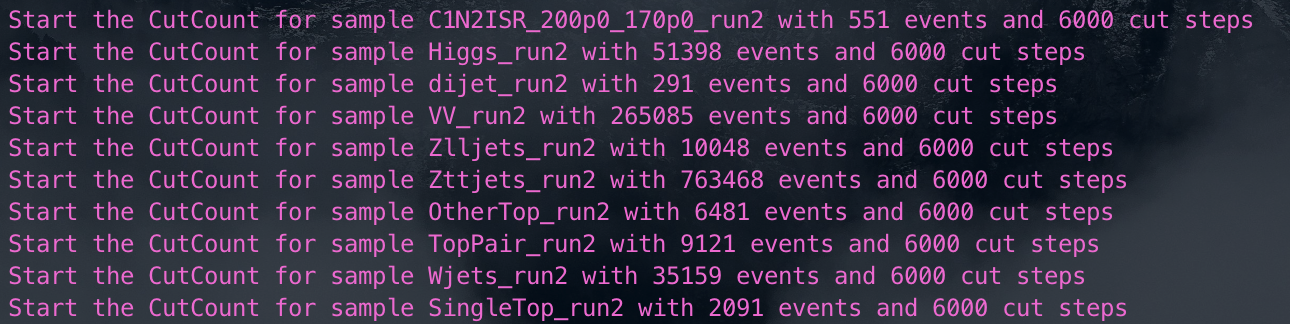 Start the CutCount for sample C1N2ISR_200p0_170p0_run2 with 551 events and 6000 cut steps
Start the CutCount for sample Higgs_run2 with 51398 events and 6000 cut steps
Start the CutCount for sample dijet_run2 with 291 events and 6000 cut steps
Start the CutCount for sample VV_run2 with 265085 events and 6000 cut steps
Start the CutCount for sample Zlljets_run2 with 10048 events and 6000 cut steps
Start the CutCount for sample Zttjets_run2 with 763468 events and 6000 cut steps
Start the CutCount for sample OtherTop_run2 with 6481 events and 6000 cut steps
Start the CutCount for sample TopPair_run2 with 9121 events and 6000 cut steps
Start the CutCount for sample Wjets_run2 with 35159 events and 6000 cut steps
Start the CutCount for sample SingleTop_run2 with 2091 events and 6000 cut steps